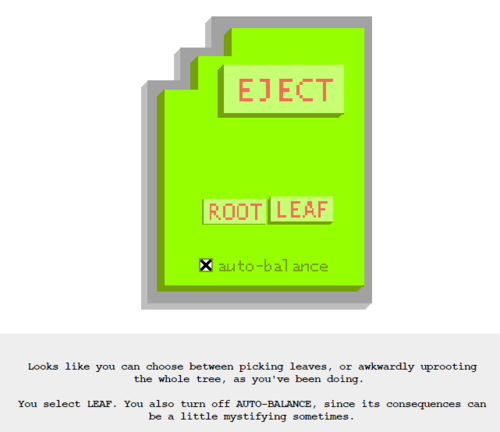 EJECT
ROOT LEAF
auto-balance
Looks like you can choose between picking leaves, or awkwardly uprooting
the whole tree, as you've been doing.
You select LEAF. You also turn off AUTO-BALANCE, since its consequences can
be a little mystifying sometimes.